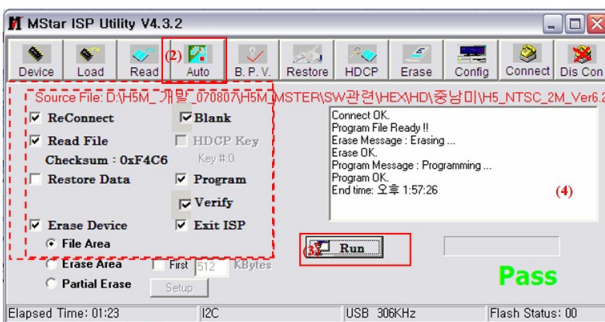 MStar ISP Utility V4.3.2
Device Load Read (2) Auto B. P. V. Restore HDCP Erase Config Connect Dis Con
Source File: D:\H5M_개발_070807\H5M_MSTER\SW관련\HEX\HD\중남미\H5_NTSC_2M_Ver6.2
ReConnect Blank
Read File HDCP Key
Checksum : 0xF4C6 Key #:0
Restore Data Program
Verify
Erase Device Exit ISP
File Area
Erase Area First 512 KBytes
Partial Erase Setup
Connect OK.
Program File Ready !!
Erase Message : Erasing ...
Erase OK.
Program Message : Programming ...
Program OK.
End time: 오후 1:57:26
(4)
Run
Pass
Elapsed Time: 01:23 I2C USB 306KHz Flash Status: 00